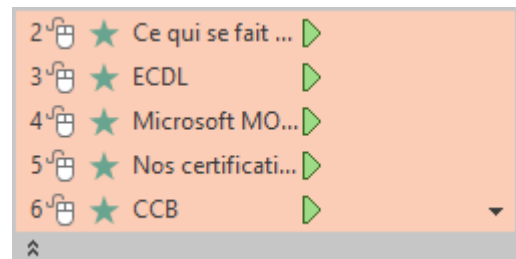 2 Ce qui se fait ...
3 ECDL
4 Microsoft MO...
5 Nos certificati...
6 CCB